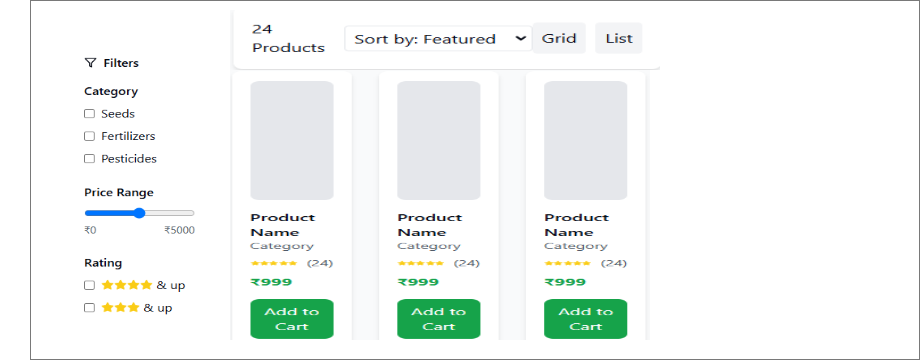 24
Products
Sort by: Featured
Grid
List
Filters
Category
Seeds
Fertilizers
Pesticides
Price Range
₹0
₹5000
Rating
★★★★ & up
★★★ & up
Product
Name
Category
★★★★★ (24)
₹999
Add to
Cart
Product
Name
Category
★★★★★ (24)
₹999
Add to
Cart
Product
Name
Category
★★★★★ (24)
₹999
Add to
Cart